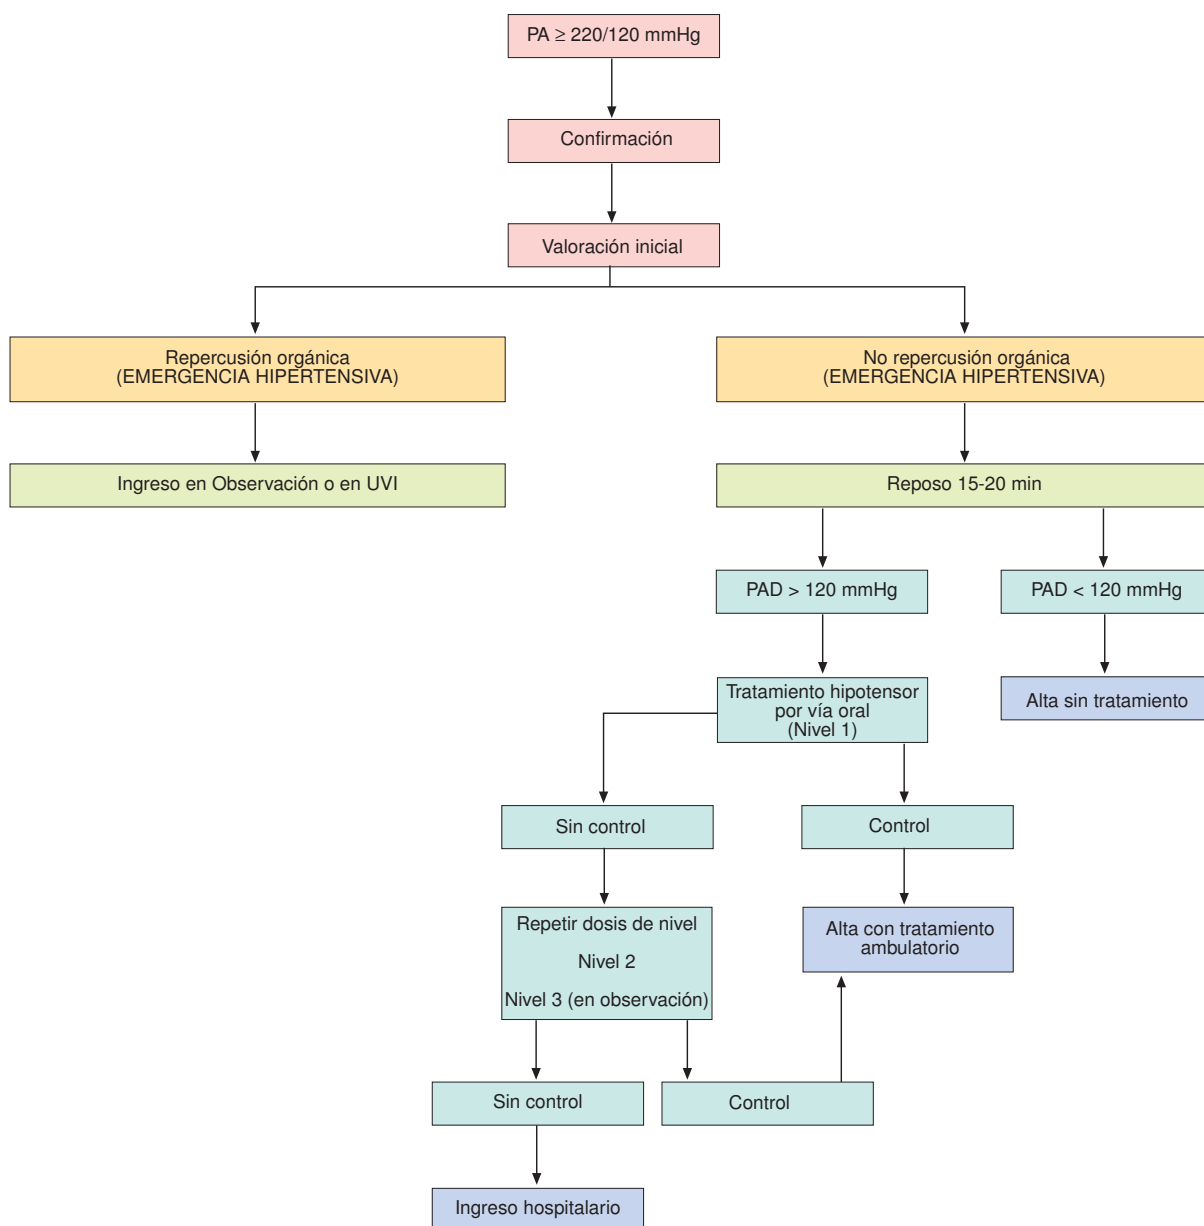 PA ≥ 220/120 mmHg
Confirmación
Valoración inicial
Repercusión orgánica
(EMERGENCIA HIPERTENSIVA)
No repercusión orgánica
(EMERGENCIA HIPERTENSIVA)
Ingreso en Observación o en UVI
Reposo 15-20 min
PAD > 120 mmHg
PAD < 120 mmHg
Tratamiento hipotensor
por vía oral
(Nivel 1)
Alta sin tratamiento
Sin control
Control
Repetir dosis de nivel
Nivel 2
Nivel 3 (en observación)
Alta con tratamiento
ambulatorio
Sin control
Control
Ingreso hospitalario